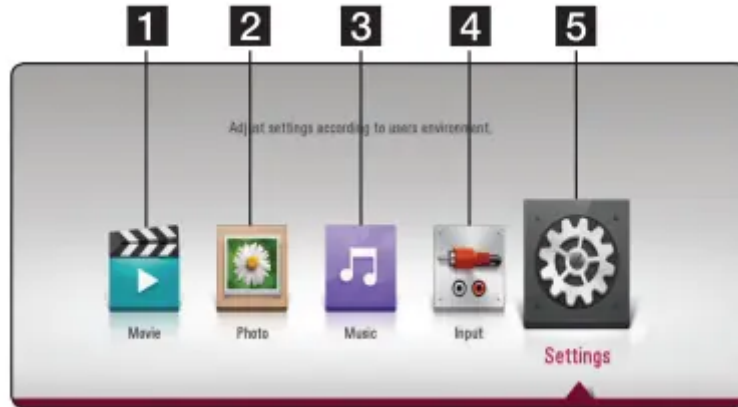 1 2 3 4 5
Adjust settings according to users environment.
Movie Photo Music Input Settings